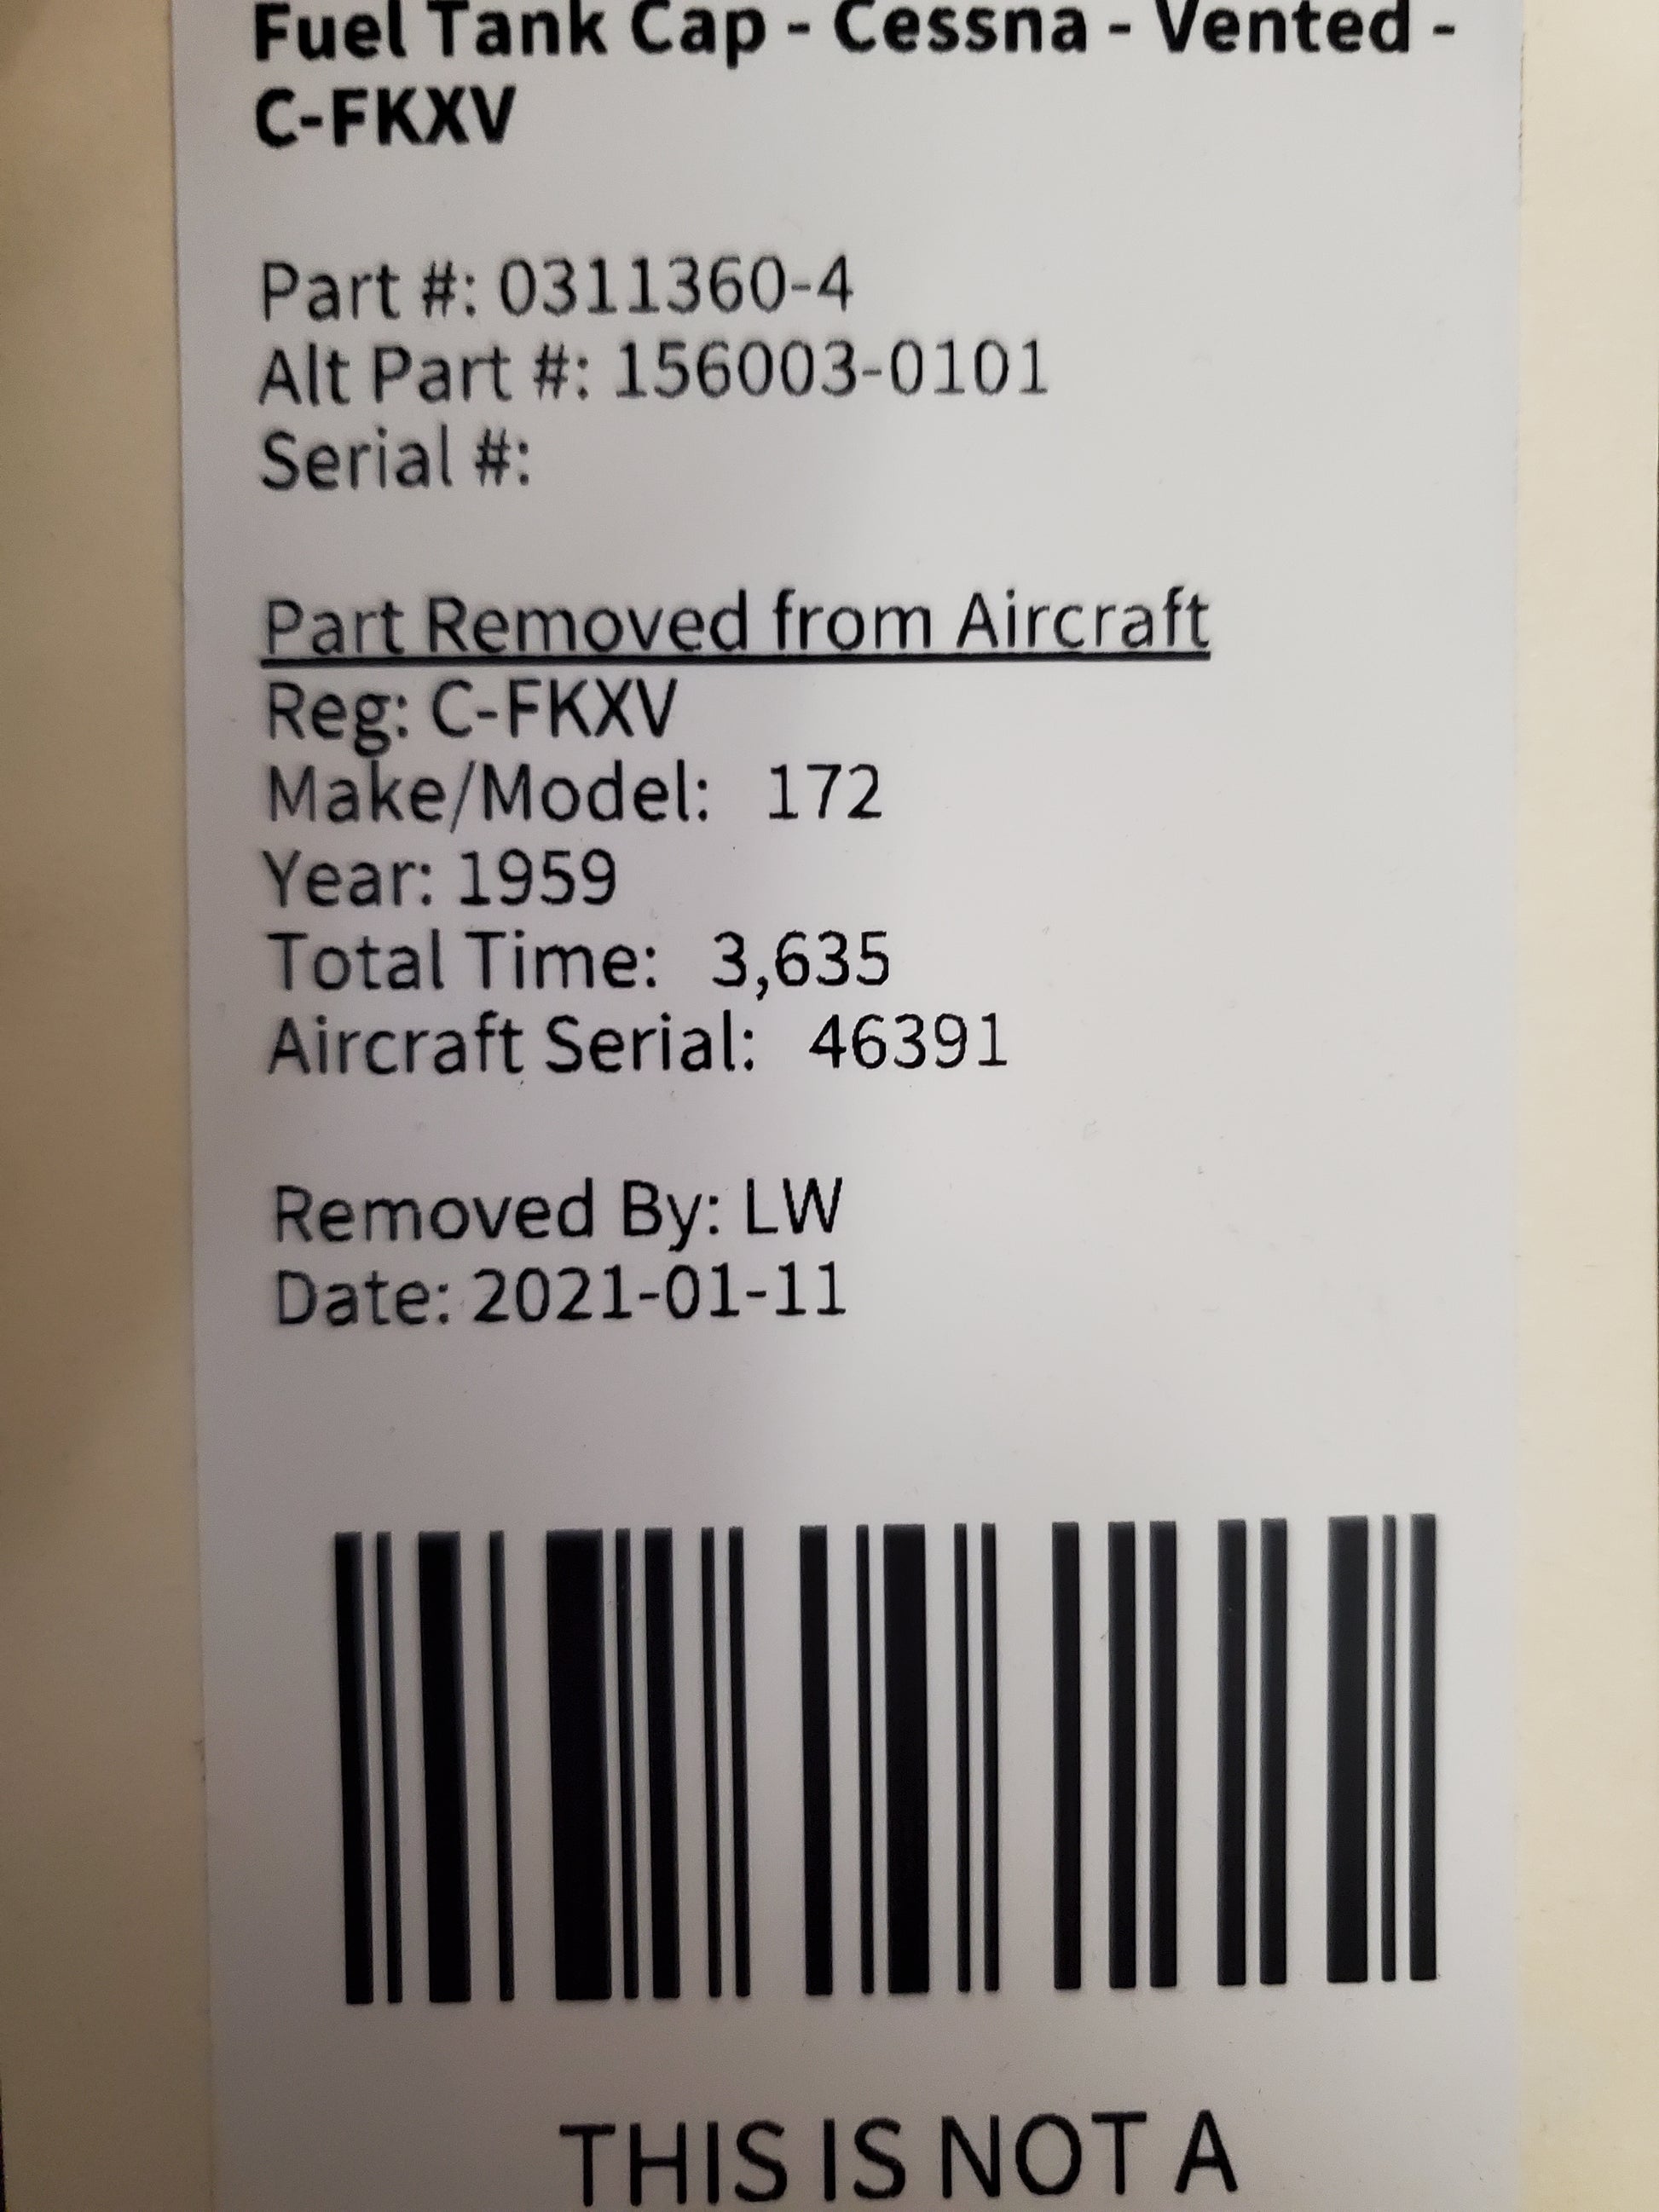 Fuel Tank Cap - Cessna - Vented -
C-FKXV
Part #: 0311360-4
Alt Part #: 156003-0101
Serial #:
Part Removed from Aircraft
Reg: C-FKXV
Make/Model: 172
Year: 1959
Total Time: 3,635
Aircraft Serial: 46391
Removed By: LW
Date: 2021-01-11
THIS IS NOT A